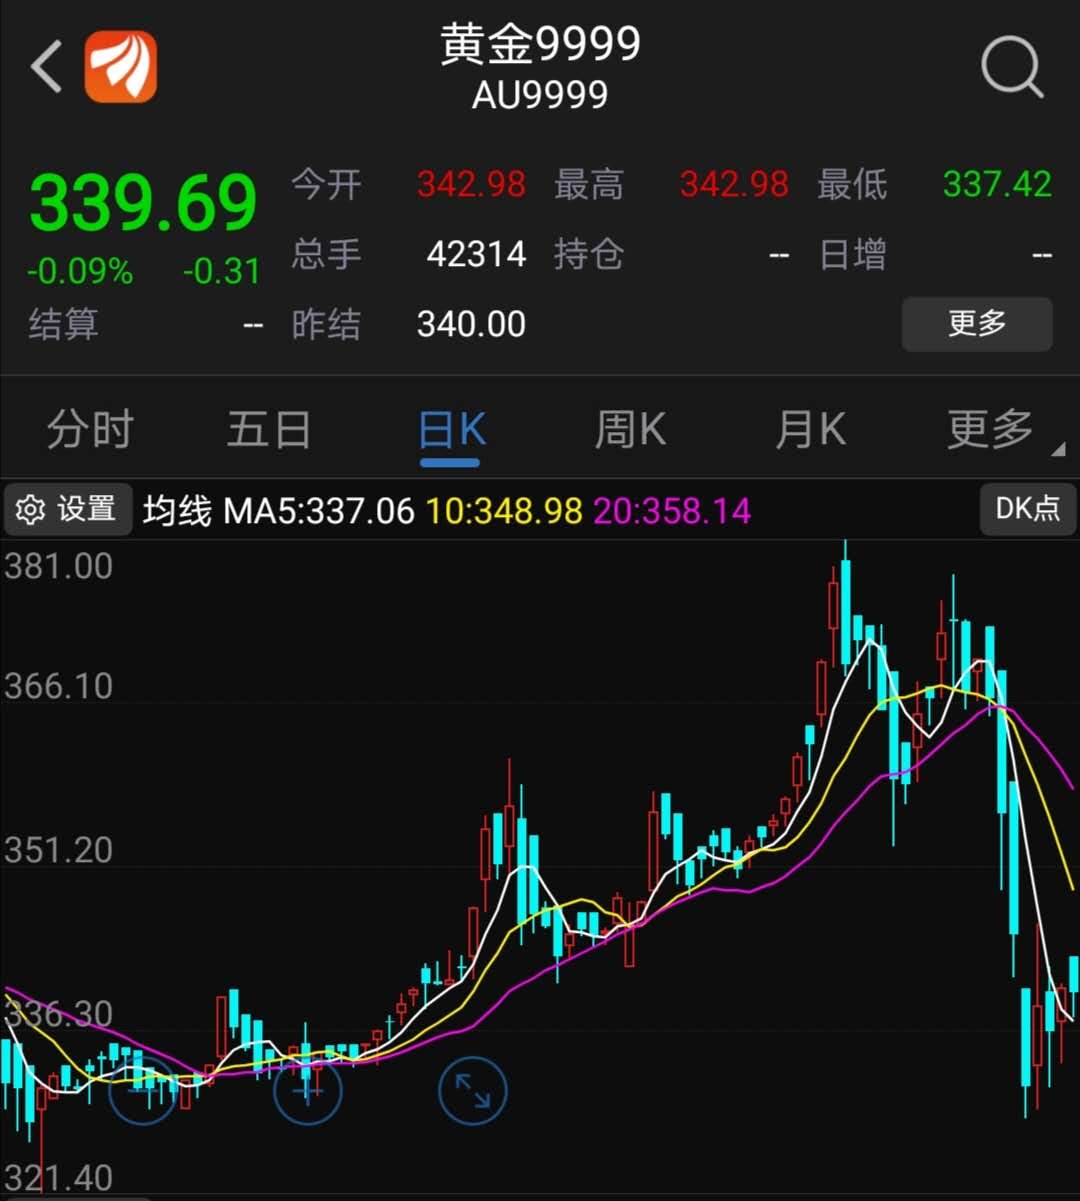 黄金9999
AU9999
339.69 今开 342.98 最高 342.98 最低 337.42
-0.09% -0.31 总手 42314 持仓 -- 日增 --
结算 -- 昨结 340.00 更多
分时 五日 日K 周K 月K 更多
设置 均线 MA5:337.06 10:348.98 20:358.14 DK点
381.00
366.10
351.20
336.30
321.40